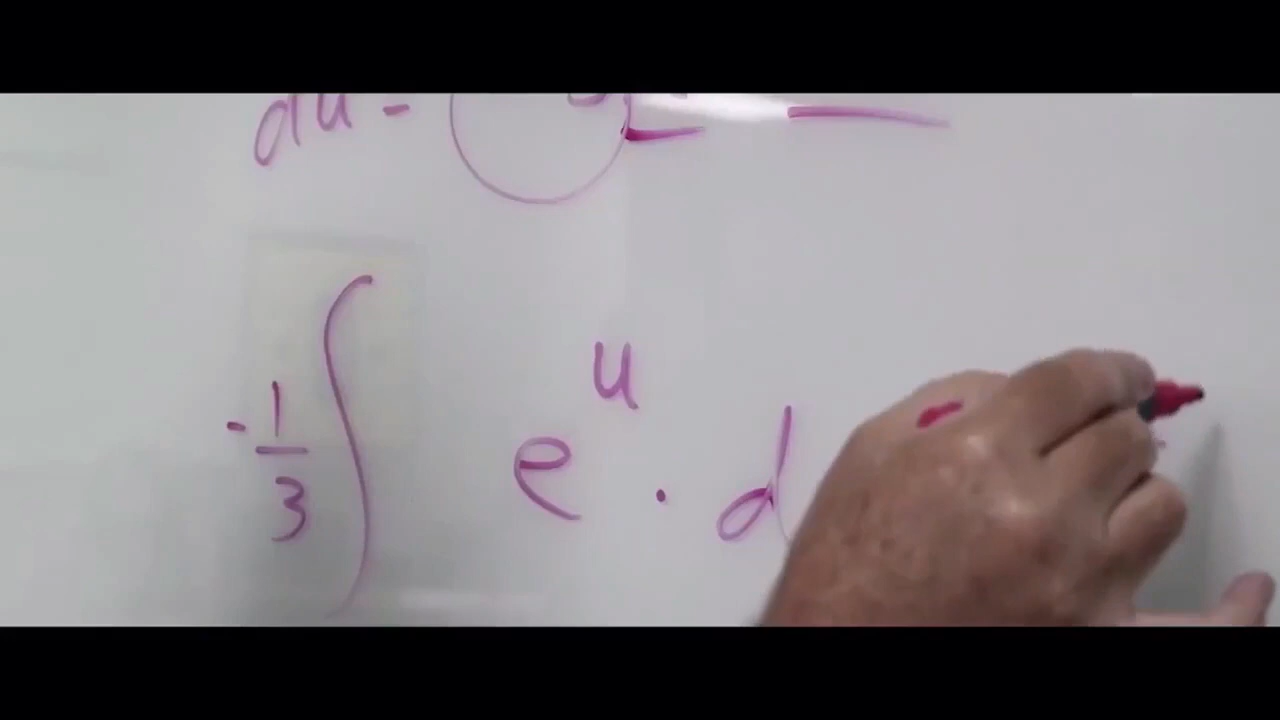 du =
-1/3 ∫ e^u · d